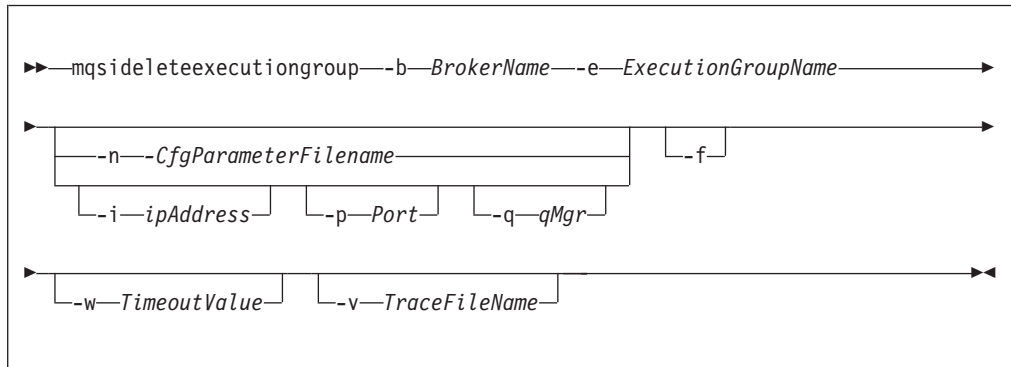 mqsideleteexecutiongroup -b BrokerName -e ExecutionGroupName
-n -CfgParameterFilename -f
-i ipAddress -p Port -q qMgr
-w TimeoutValue -v TraceFileName